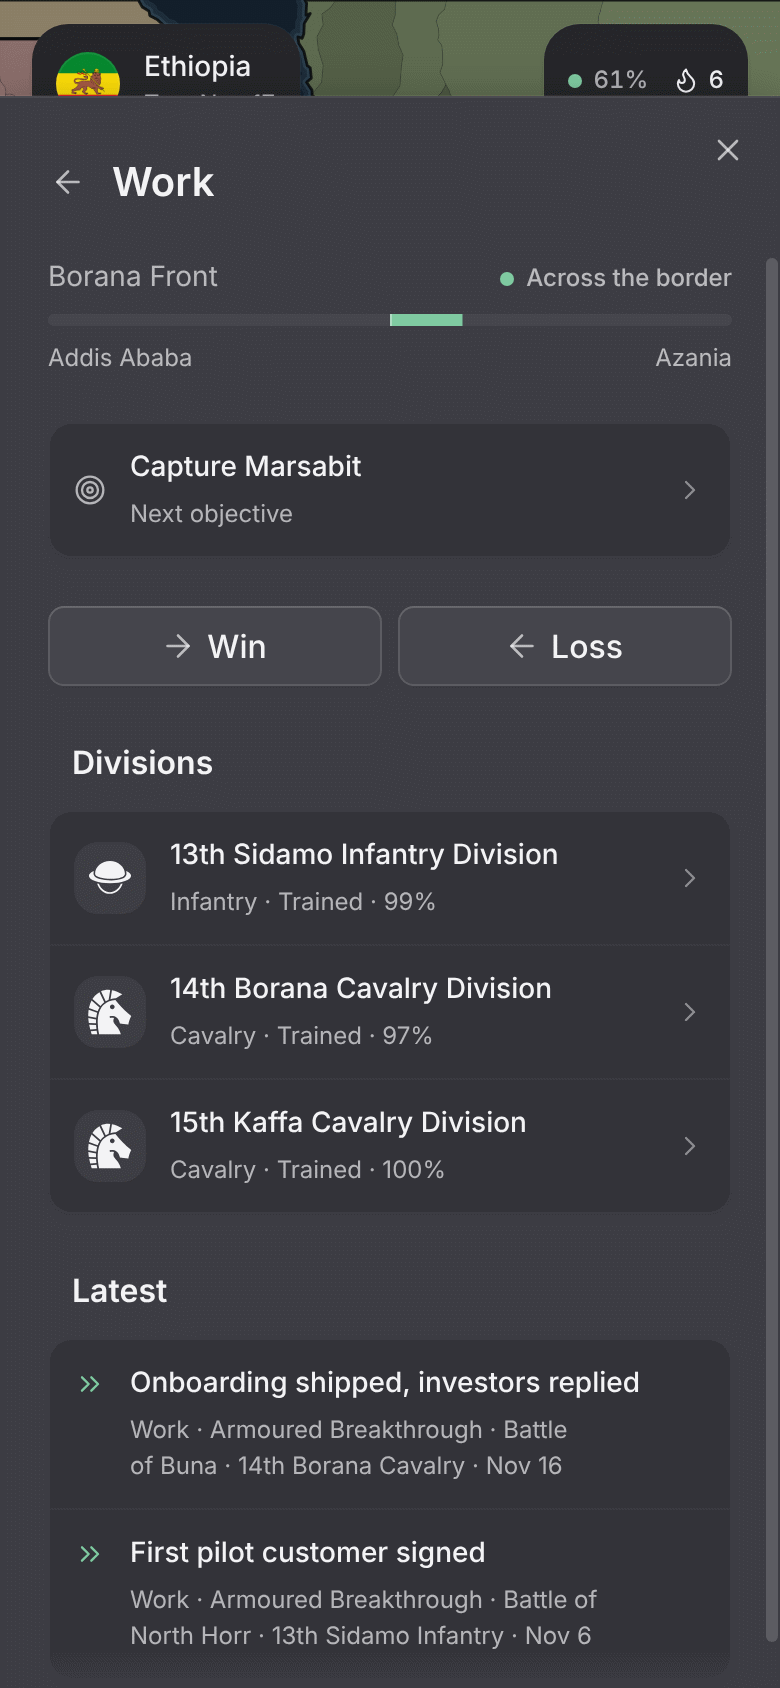 Ethiopia
61%
6
Work
Borana Front
Across the border
Addis Ababa
Azania
Capture Marsabit
Next objective
Win
Loss
Divisions
13th Sidamo Infantry Division
Infantry · Trained · 99%
14th Borana Cavalry Division
Cavalry · Trained · 97%
15th Kaffa Cavalry Division
Cavalry · Trained · 100%
Latest
Onboarding shipped, investors replied
Work · Armoured Breakthrough · Battle
of Buna · 14th Borana Cavalry · Nov 16
First pilot customer signed
Work · Armoured Breakthrough · Battle of
North Horr · 13th Sidamo Infantry · Nov 6